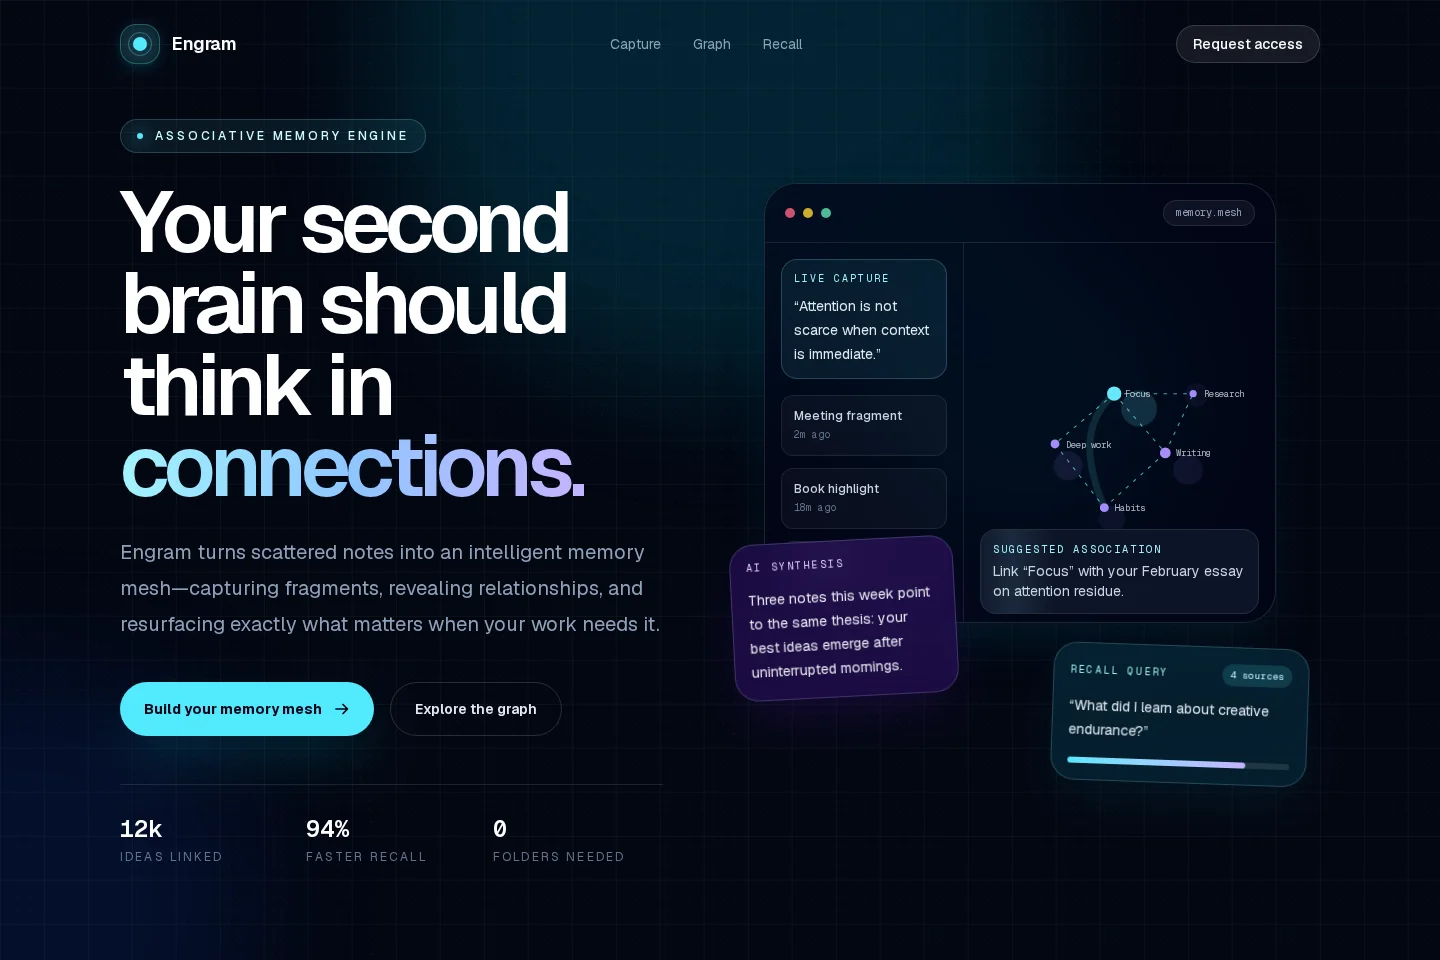 Engram
Capture
Graph
Recall
Request access
ASSOCIATIVE MEMORY ENGINE
Your second
brain should
think in
connections.
Engram turns scattered notes into an intelligent memory
mesh—capturing fragments, revealing relationships, and
resurfacing exactly what matters when your work needs it.
Build your memory mesh →
Explore the graph
12k
IDEAS LINKED
94%
FASTER RECALL
0
FOLDERS NEEDED
memory.mesh
LIVE CAPTURE
“Attention is not
scarce when context
is immediate.”
Meeting fragment
2m ago
Book highlight
18m ago
Focus
Research
Deep work
Writing
Habits
SUGGESTED ASSOCIATION
Link “Focus” with your February essay
on attention residue.
AI SYNTHESIS
Three notes this week point
to the same thesis: your
best ideas emerge after
uninterrupted mornings.
RECALL QUERY
4 sources
“What did I learn about creative
endurance?”